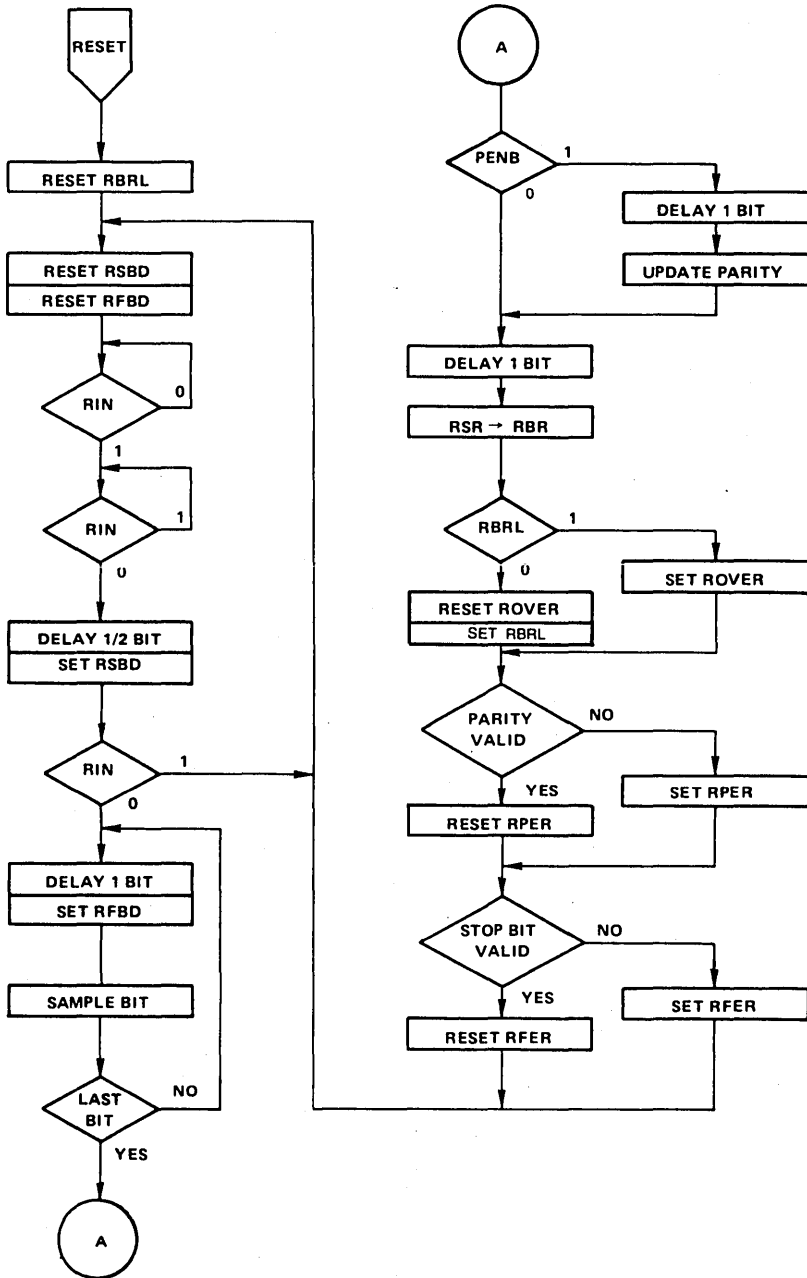 RESET
RESET RBRL
RESET RSBD
RESET RFBD
RIN
0
1
RIN
1
0
DELAY 1/2 BIT
SET RSBD
RIN
1
0
DELAY 1 BIT
SET RFBD
SAMPLE BIT
LAST
BIT
NO
YES
A
A
PENB
1
0
DELAY 1 BIT
UPDATE PARITY
DELAY 1 BIT
RSR → RBR
RBRL
1
0
SET ROVER
RESET ROVER
SET RBRL
PARITY
VALID
NO
YES
SET RPER
RESET RPER
STOP BIT
VALID
NO
YES
SET RFER
RESET RFER